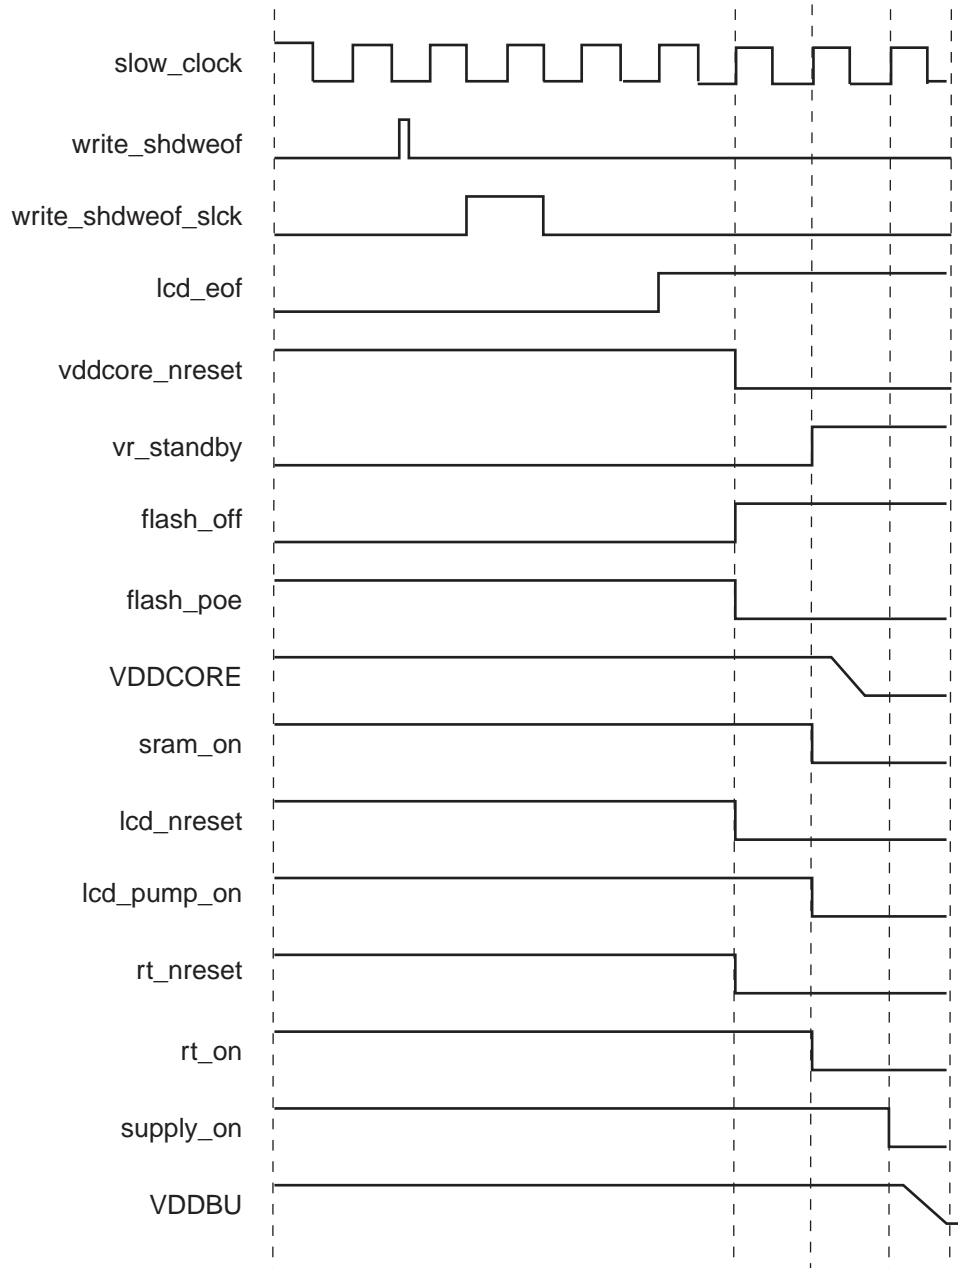 slow_clock
write_shdweof
write_shdweof_slck
lcd_eof
vddcore_nreset
vr_standby
flash_off
flash_poe
VDDCORE
sram_on
lcd_nreset
lcd_pump_on
rt_nreset
rt_on
supply_on
VDDBU